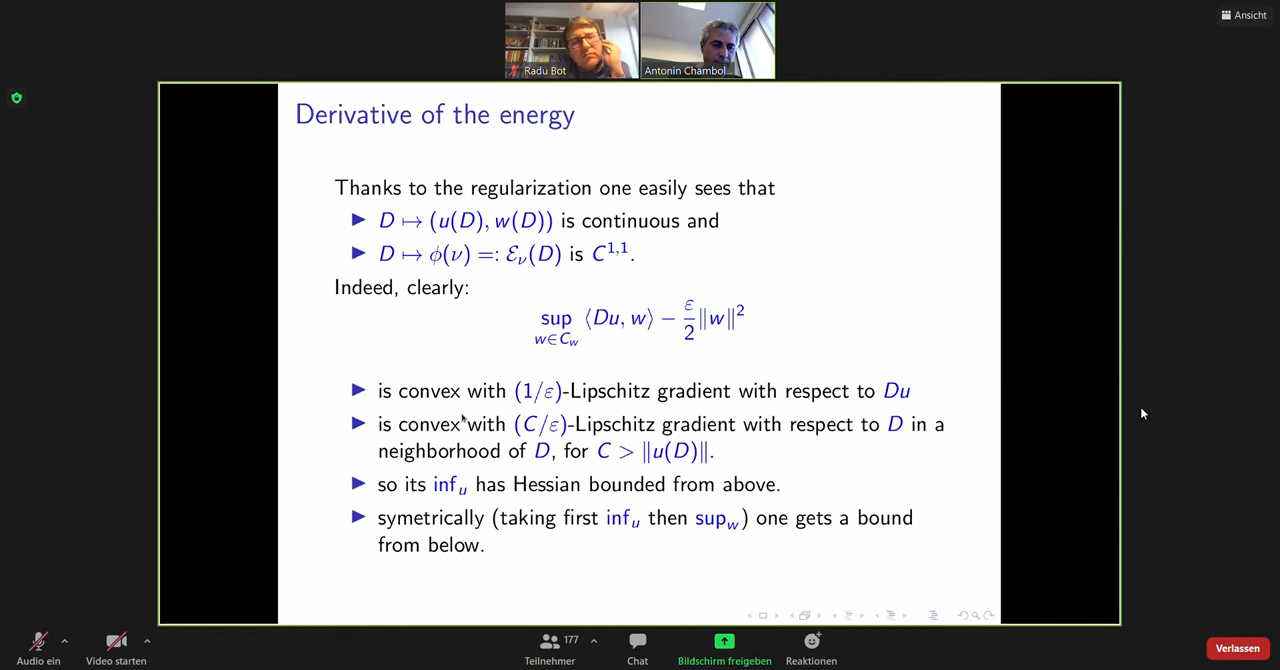 Ansicht
Radu Bot
Antonin Chambol...
Derivative of the energy
Thanks to the regularization one easily sees that
▶ D ↦ (u(D), w(D)) is continuous and
▶ D ↦ ϕ(ν) =: ℰ_ν(D) is C^{1,1}.
Indeed, clearly:
sup_{w∈C_w} ⟨Du, w⟩ − ε/2 ‖w‖²
▶ is convex with (1/ε)-Lipschitz gradient with respect to Du
▶ is convex with (C/ε)-Lipschitz gradient with respect to D in a
neighborhood of D, for C > ‖u(D)‖.
▶ so its inf_u has Hessian bounded from above.
▶ symetrically (taking first inf_u then sup_w) one gets a bound
from below.
Audio ein
Video starten
177
Teilnehmer
Chat
Bildschirm freigeben
Reaktionen
Verlassen